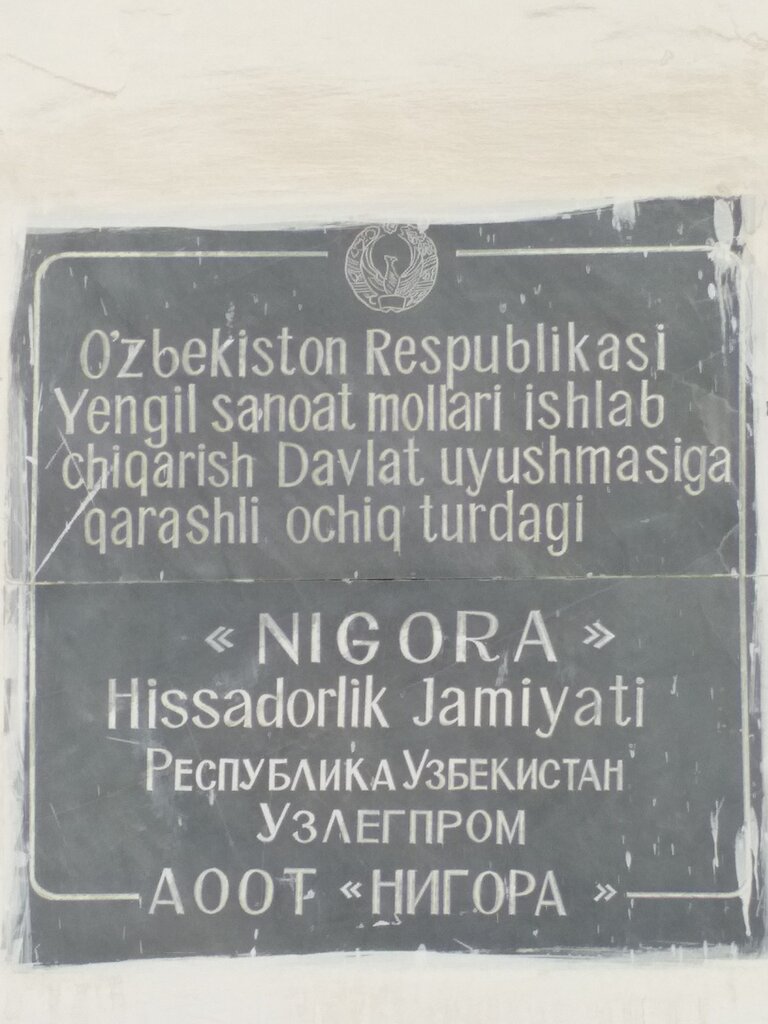 O'zbekiston Respublikasi
Yengil sanoat mollari ishlab
chiqarish Davlat uyushmasiga
qarashli ochiq turdagi
« NIGORA »
Hissadorlik Jamiyati
РЕСПУБЛИКА УЗБЕКИСТАН
УЗЛЕГПРОМ
АООТ «НИГОРА »